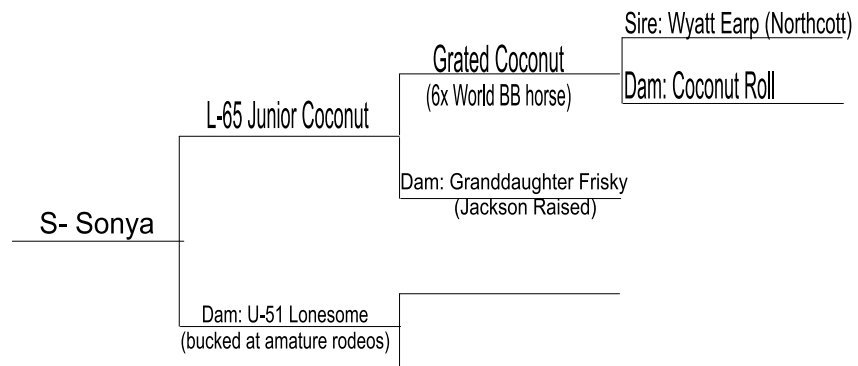 Sire: Wyatt Earp (Northcott)
Grated Coconut
(6x World BB horse)
Dam: Coconut Roll
L-65 Junior Coconut
Dam: Granddaughter Frisky
(Jackson Raised)
S- Sonya
Dam: U-51 Lonesome
(bucked at amature rodeos)